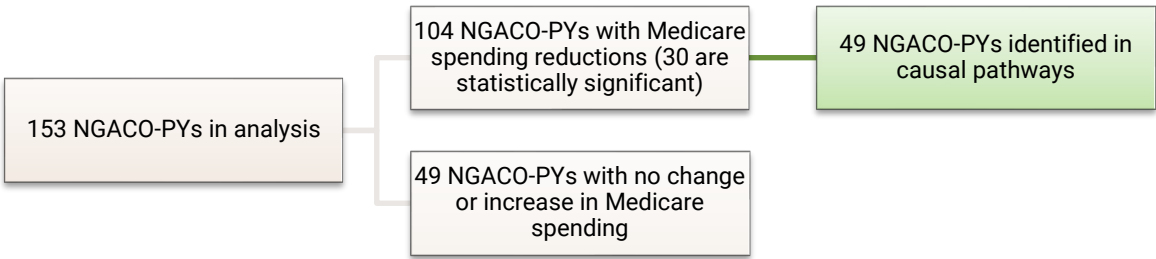 153 NGACO-PYs in analysis
104 NGACO-PYs with Medicare
spending reductions (30 are
statistically significant)
49 NGACO-PYs identified in
causal pathways
49 NGACO-PYs with no change
or increase in Medicare
spending